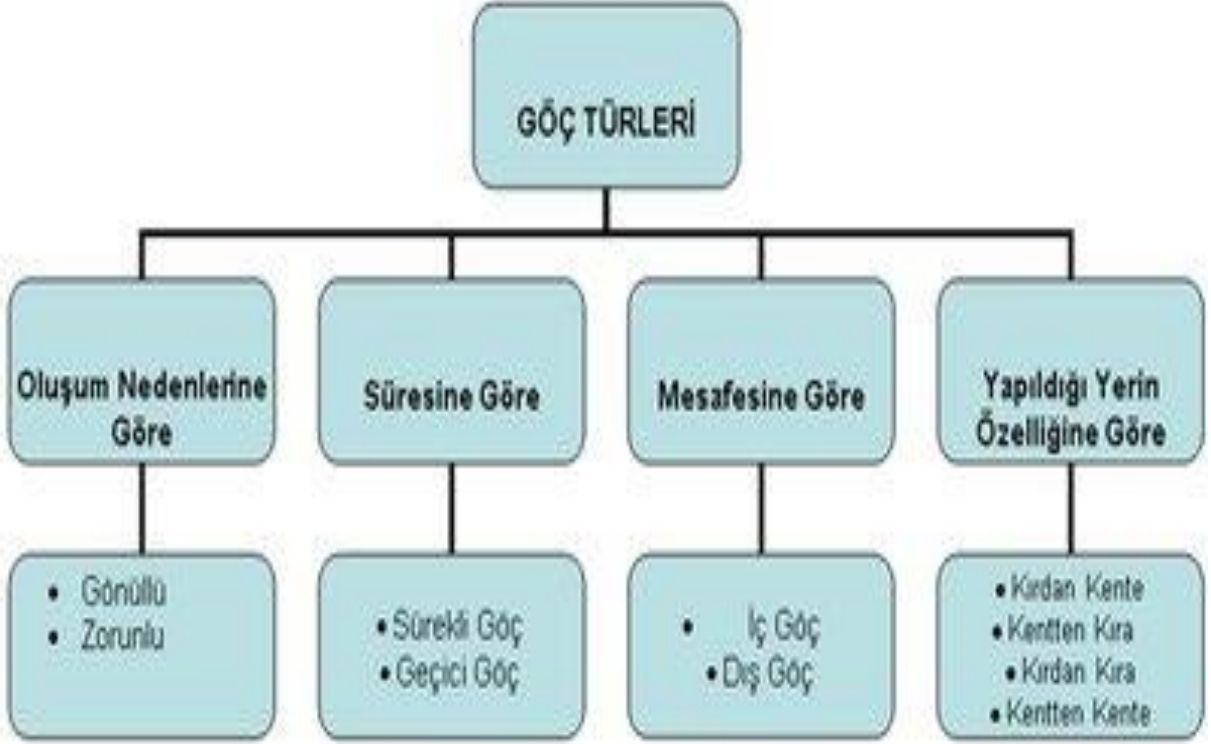 GÖÇ TÜRLERİ
Oluşum Nedenlerine
Göre
Süresine Göre
Mesafesine Göre
Yapıldığı Yerin
Özelliğine Göre
• Gönüllü
• Zorunlu
• Sürekli Göç
• Geçici Göç
• İç Göç
• Dış Göç
• Kırdan Kente
• Kentten Kıra
• Kırdan Kıra
• Kentten Kente